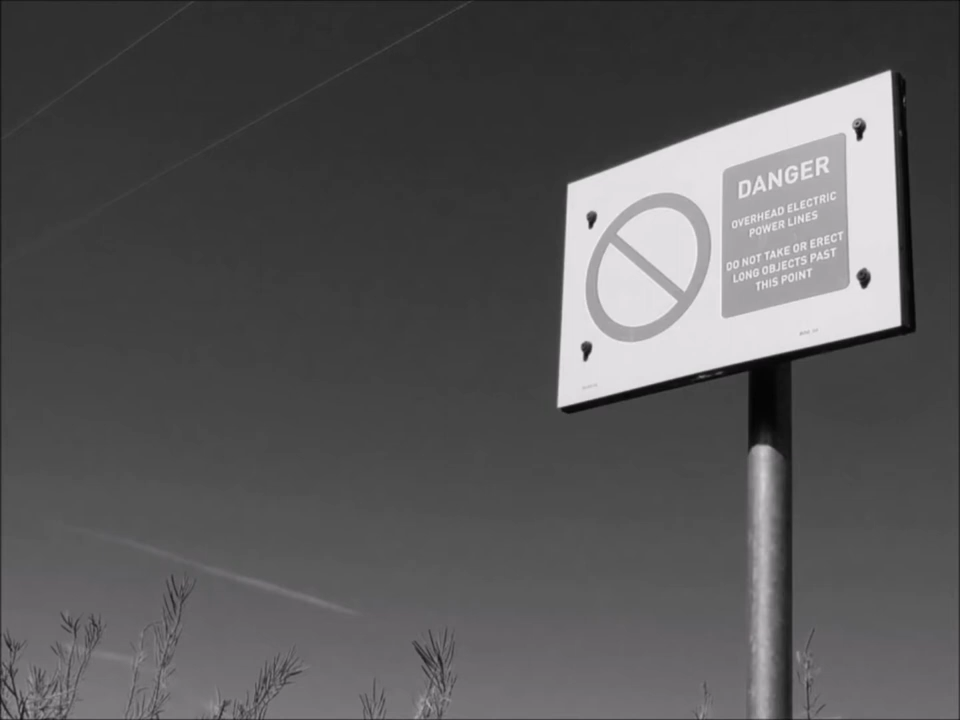 DANGER
OVERHEAD ELECTRIC
POWER LINES
DO NOT TAKE OR ERECT
LONG OBJECTS PAST
THIS POINT